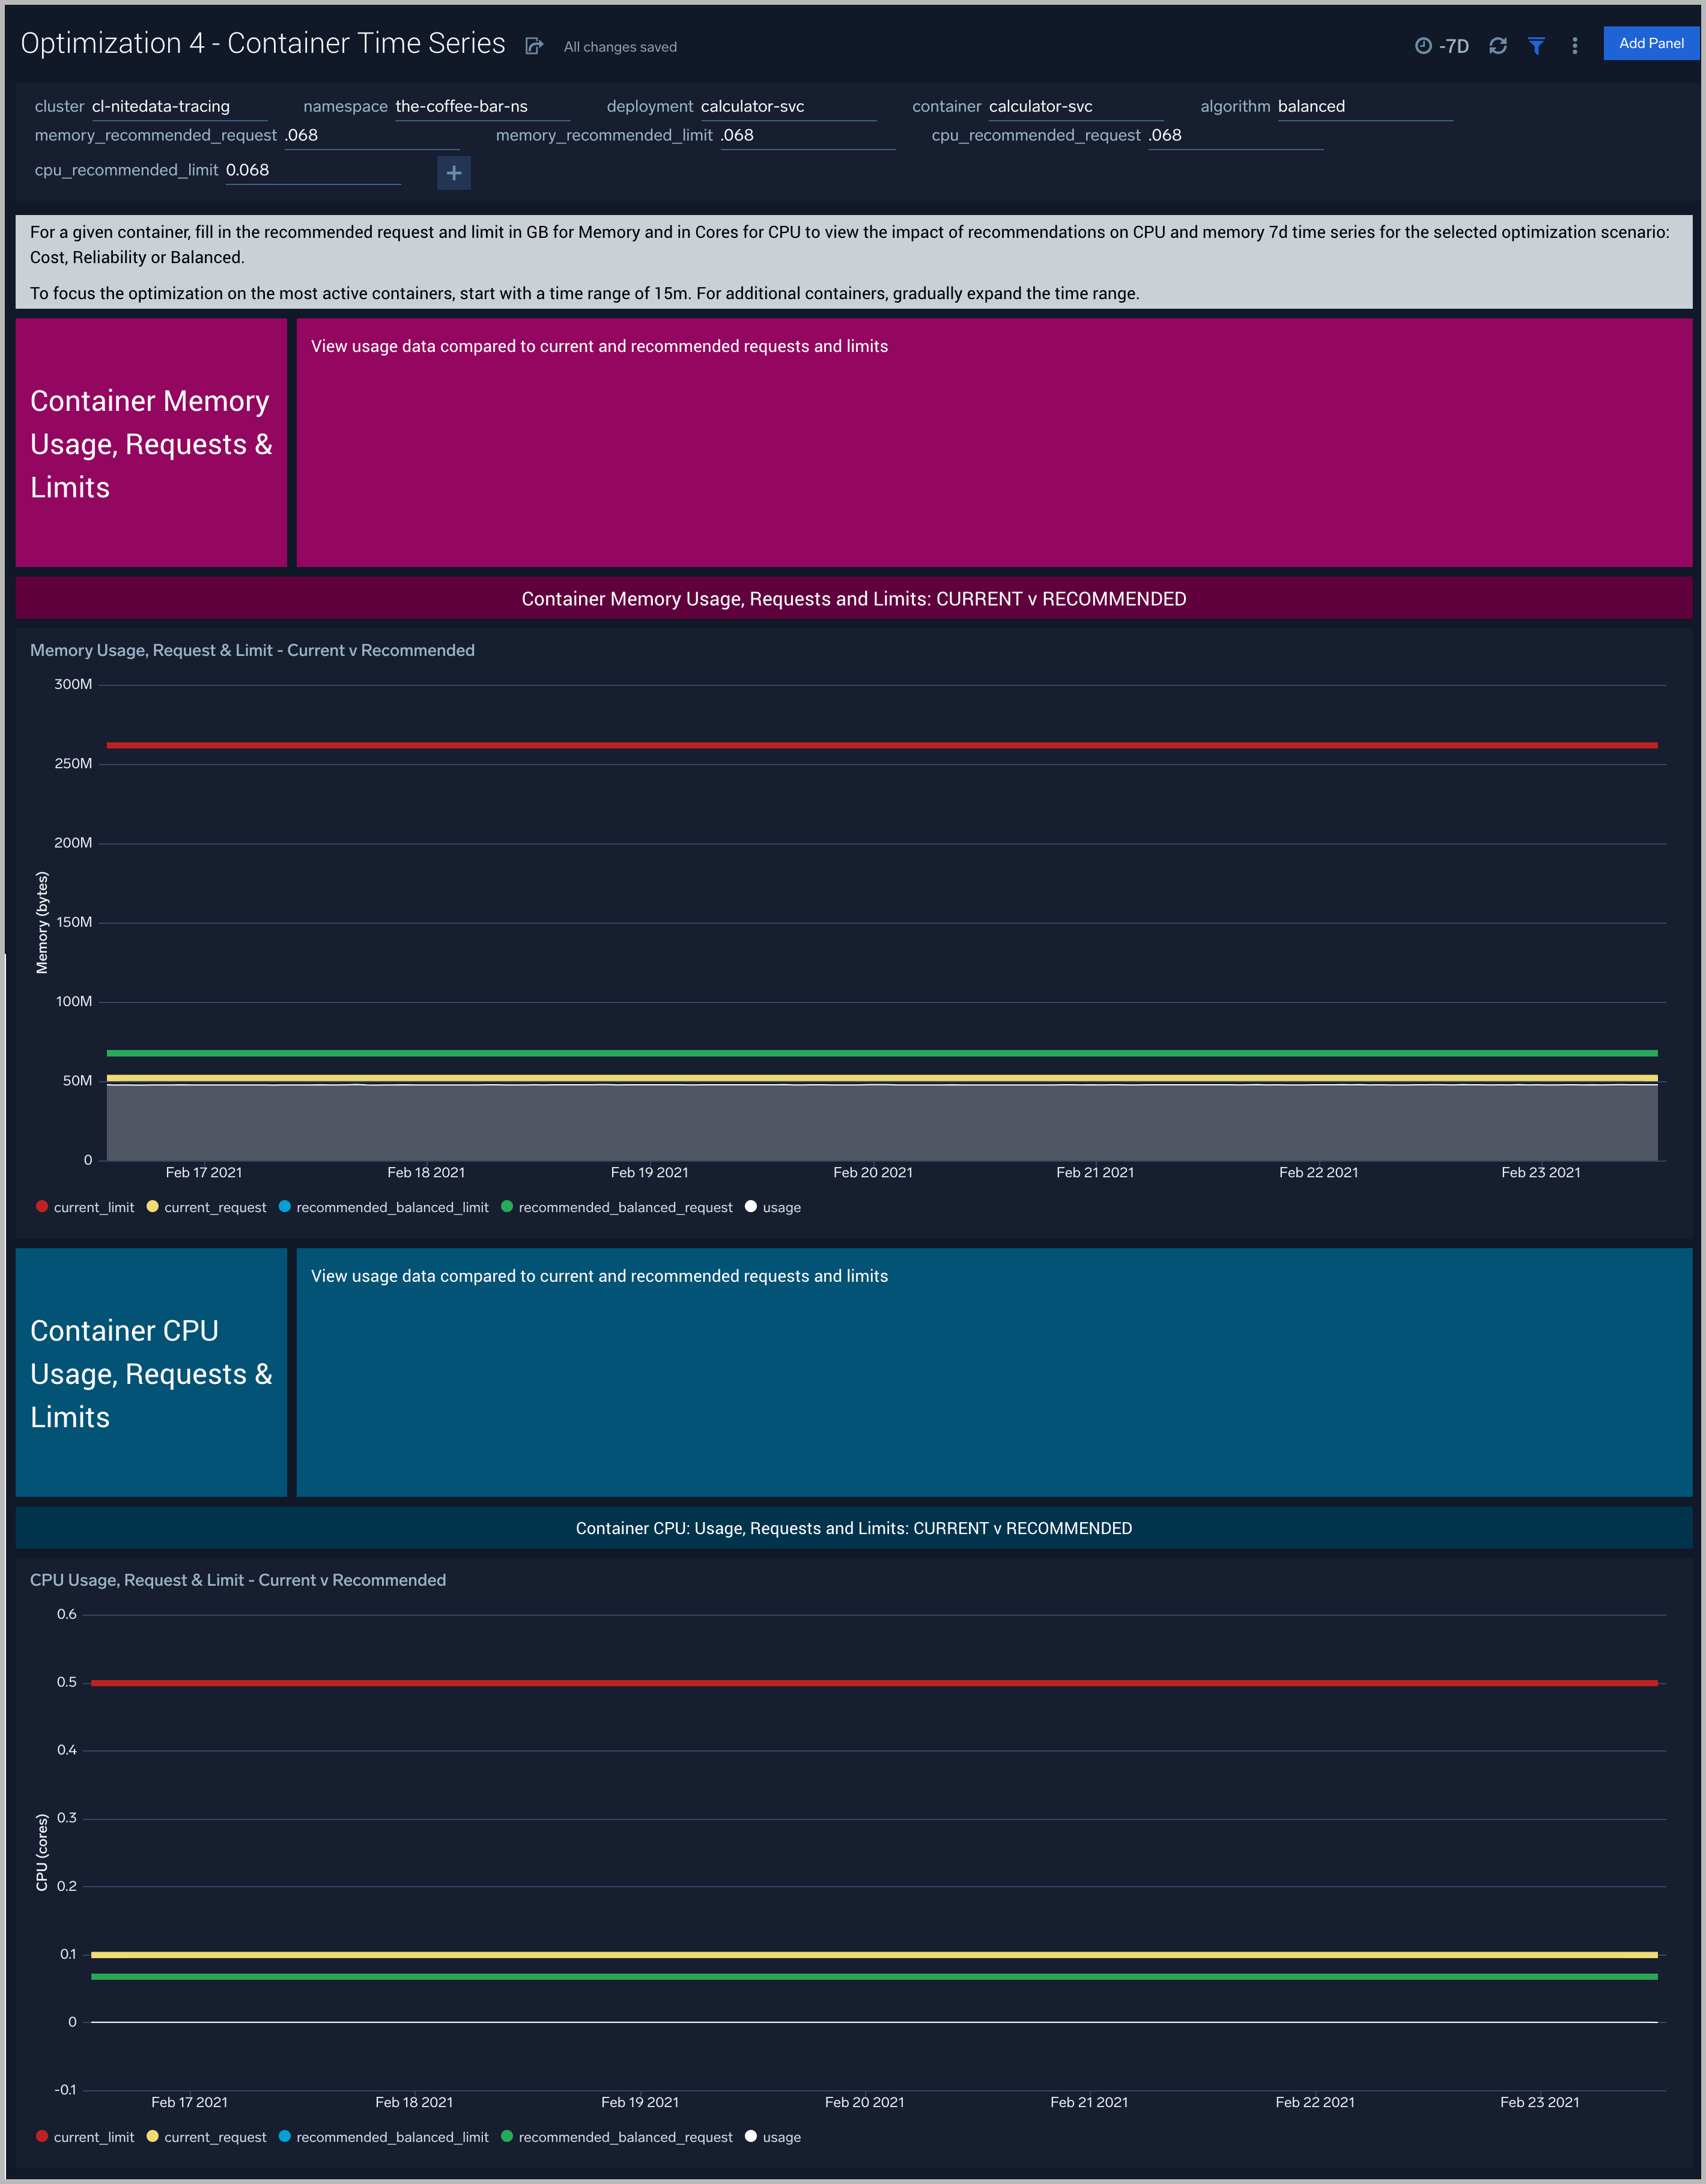 Optimization 4 - Container Time Series
All changes saved
-7D
Add Panel
cluster cl-nitedata-tracing namespace the-coffee-bar-ns deployment calculator-svc container calculator-svc algorithm balanced
memory_recommended_request .068 memory_recommended_limit .068 cpu_recommended_request .068
cpu_recommended_limit 0.068 +
For a given container, fill in the recommended request and limit in GB for Memory and in Cores for CPU to view the impact of recommendations on CPU and memory 7d time series for the selected optimization scenario:
Cost, Reliability or Balanced.
To focus the optimization on the most active containers, start with a time range of 15m. For additional containers, gradually expand the time range.
Container Memory
Usage, Requests &
Limits
View usage data compared to current and recommended requests and limits
Container Memory Usage, Requests and Limits: CURRENT v RECOMMENDED
Memory Usage, Request & Limit - Current v Recommended
Memory (bytes)
300M
250M
200M
150M
100M
50M
0
Feb 17 2021 Feb 18 2021 Feb 19 2021 Feb 20 2021 Feb 21 2021 Feb 22 2021 Feb 23 2021
current_limit current_request recommended_balanced_limit recommended_balanced_request usage
Container CPU
Usage, Requests &
Limits
View usage data compared to current and recommended requests and limits
Container CPU: Usage, Requests and Limits: CURRENT v RECOMMENDED
CPU Usage, Request & Limit - Current v Recommended
CPU (cores)
0.6
0.5
0.4
0.3
0.2
0.1
0
-0.1
Feb 17 2021 Feb 18 2021 Feb 19 2021 Feb 20 2021 Feb 21 2021 Feb 22 2021 Feb 23 2021
current_limit current_request recommended_balanced_limit recommended_balanced_request usage